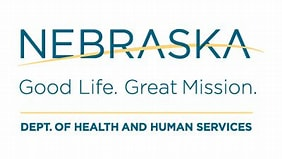 NEBRASKA
Good Life. Great Mission.
DEPT. OF HEALTH AND HUMAN SERVICES